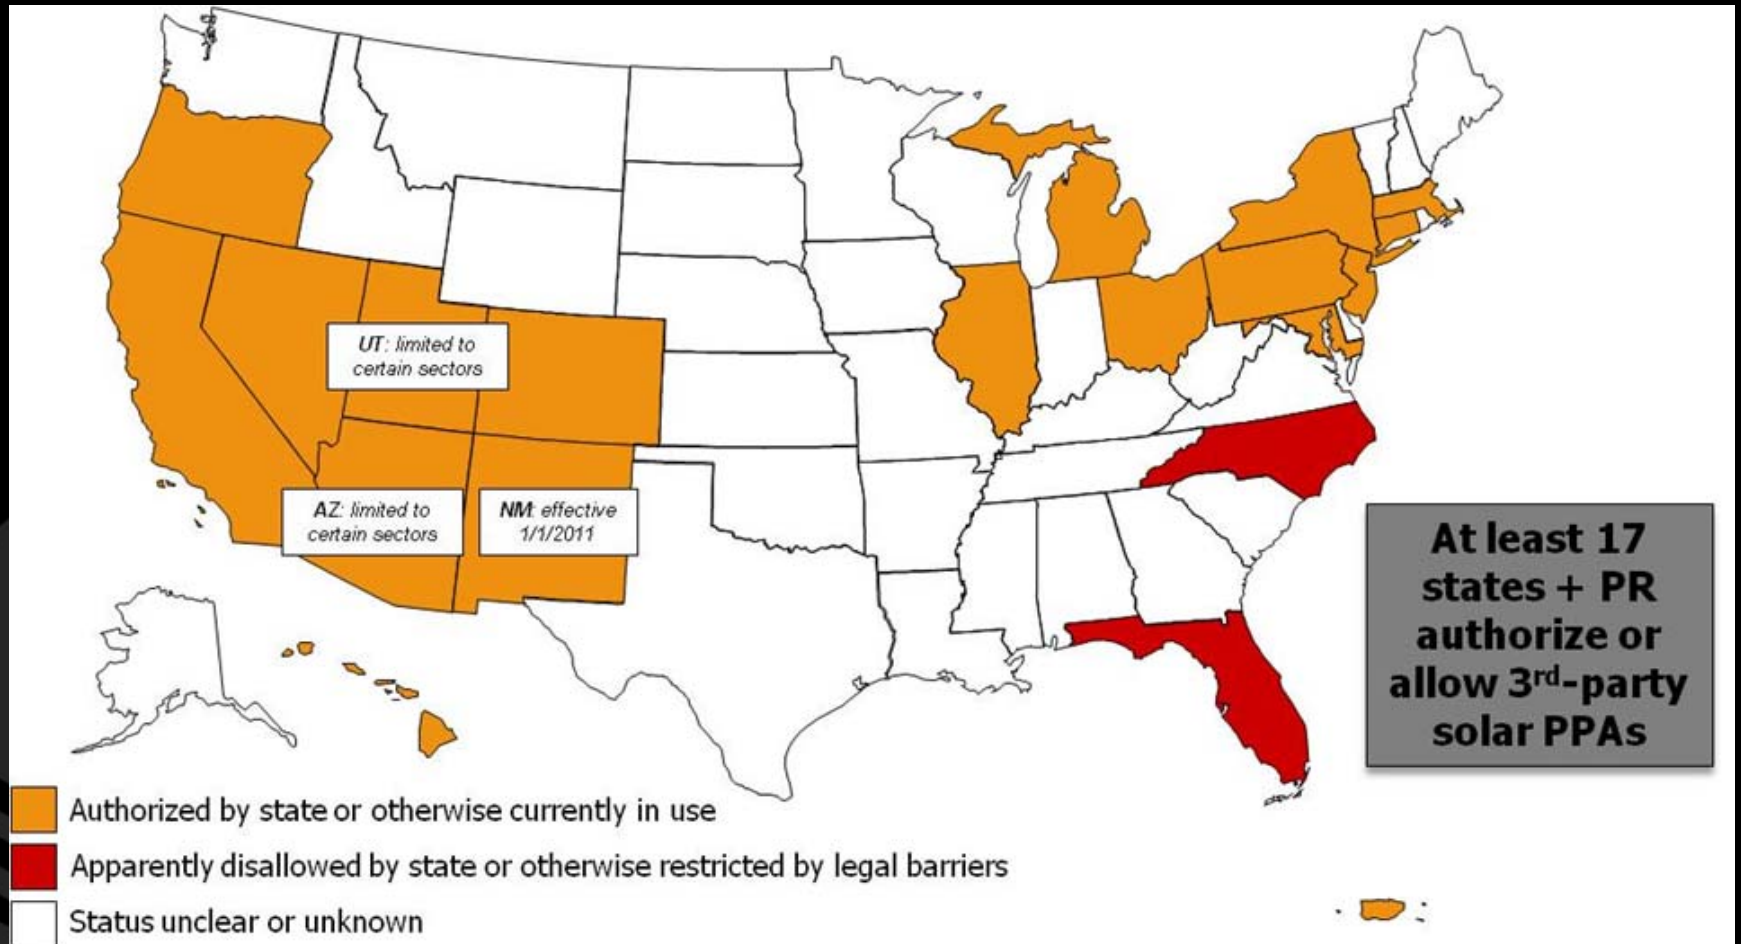 UT: limited to
certain sectors
AZ: limited to
certain sectors
NM: effective
1/1/2011
At least 17
states + PR
authorize or
allow 3rd-party
solar PPAs
Authorized by state or otherwise currently in use
Apparently disallowed by state or otherwise restricted by legal barriers
Status unclear or unknown